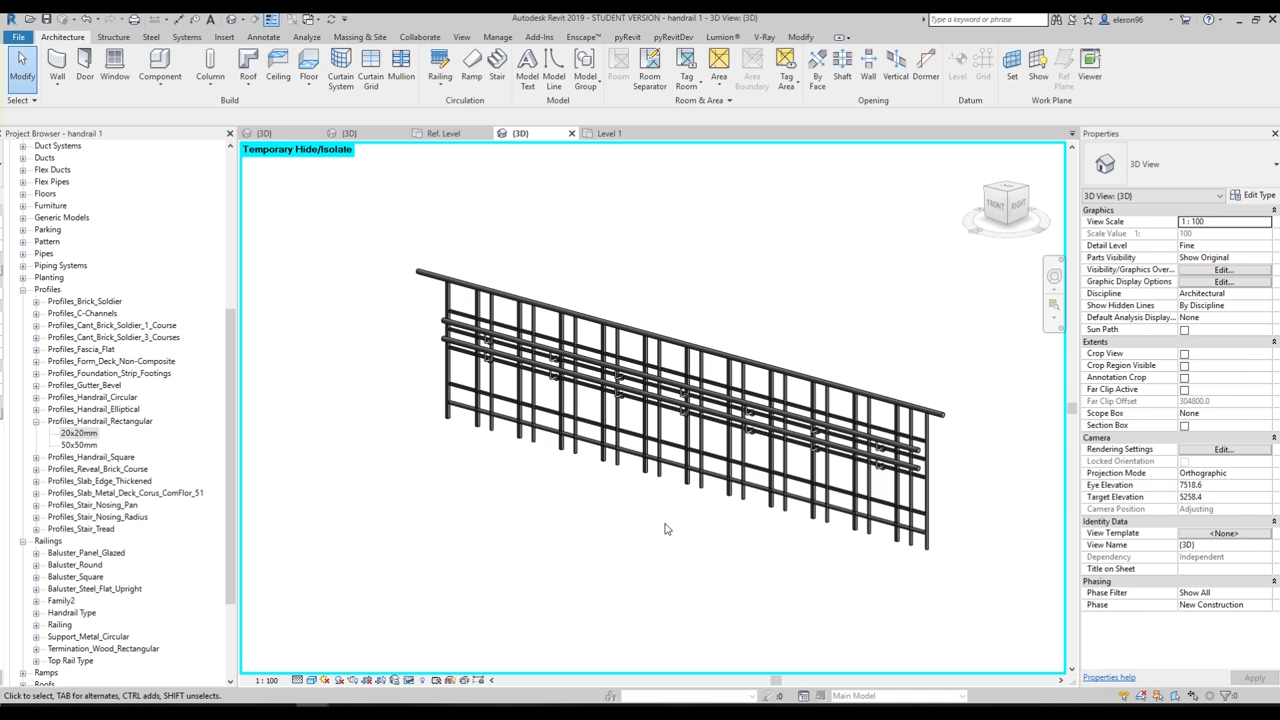 Autodesk Revit 2019 - STUDENT VERSION - handrail 1 - 3D View: {3D}
Type a keyword or phrase
eleron96
File Architecture Structure Steel Systems Insert Annotate Analyze Massing & Site Collaborate View Manage Add-Ins Enscape™ pyRevit pyRevitDev Lumion® V-Ray Modify
Modify Wall Door Window Component Column Roof Ceiling Floor Curtain System Curtain Grid Mullion Railing Ramp Stair Model Text Model Line Model Group Room Room Separator Tag Room Area Area Boundary Tag Area By Face Shaft Wall Vertical Dormer Level Grid Set Show Ref Plane Viewer
Select Build Circulation Model Room & Area Opening Datum Work Plane
Project Browser - handrail 1
{3D} {3D} Ref. Level {3D} Level 1
Temporary Hide/Isolate
FRONT RIGHT
Duct Systems
Ducts
Flex Ducts
Flex Pipes
Floors
Furniture
Generic Models
Parking
Pattern
Pipes
Piping Systems
Planting
Profiles
Profiles_Brick_Soldier
Profiles_C-Channels
Profiles_Cant_Brick_Soldier_1_Course
Profiles_Cant_Brick_Soldier_3_Courses
Profiles_Fascia_Flat
Profiles_Form_Deck_Non-Composite
Profiles_Foundation_Strip_Footings
Profiles_Gutter_Bevel
Profiles_Handrail_Circular
Profiles_Handrail_Elliptical
Profiles_Handrail_Rectangular
20x20mm
50x50mm
Profiles_Handrail_Square
Profiles_Reveal_Brick_Course
Profiles_Slab_Edge_Thickened
Profiles_Slab_Metal_Deck_Corus_ComFlor_51
Profiles_Stair_Nosing_Pan
Profiles_Stair_Nosing_Radius
Profiles_Stair_Tread
Railings
Baluster_Panel_Glazed
Baluster_Round
Baluster_Square
Baluster_Steel_Flat_Upright
Family2
Handrail Type
Railing
Support_Metal_Circular
Termination_Wood_Rectangular
Top Rail Type
Ramps
Roofs
Properties
3D View
3D View: {3D} Edit Type
Graphics
View Scale 1 : 100
Scale Value 1: 100
Detail Level Fine
Parts Visibility Show Original
Visibility/Graphics Over... Edit...
Graphic Display Options Edit...
Discipline Architectural
Show Hidden Lines By Discipline
Default Analysis Display... None
Sun Path
Extents
Crop View
Crop Region Visible
Annotation Crop
Far Clip Active
Far Clip Offset 304800.0
Scope Box None
Section Box
Camera
Rendering Settings Edit...
Locked Orientation
Projection Mode Orthographic
Eye Elevation 7518.6
Target Elevation 5258.4
Camera Position Adjusting
Identity Data
View Template <None>
View Name {3D}
Dependency Independent
Title on Sheet
Phasing
Phase Filter Show All
Phase New Construction
Properties help Apply
1 : 100
Click to select, TAB for alternates, CTRL adds, SHIFT unselects. :0 Main Model :0